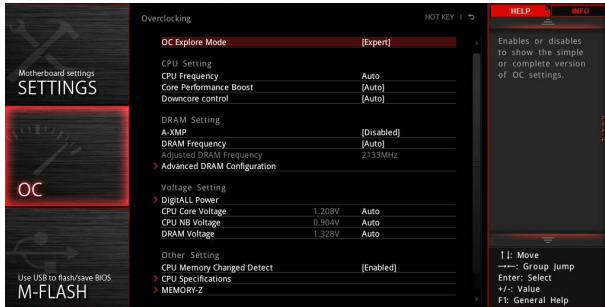 Overclocking
HOT KEY |
HELP
INFO
OC Explore Mode [Expert]
CPU Setting
CPU Frequency Auto
Core Performance Boost [Auto]
Downcore control [Auto]
DRAM Setting
A-XMP [Disabled]
DRAM Frequency [Auto]
Adjusted DRAM Frequency 2133MHz
Advanced DRAM Configuration
Voltage Setting
DigitALL Power
CPU Core Voltage 1.208V Auto
CPU NB Voltage 0.904V Auto
DRAM Voltage 1.328V Auto
Other Setting
CPU Memory Changed Detect [Enabled]
CPU Specifications
MEMORY-Z
Motherboard settings
SETTINGS
OC
Use USB to flash/save BIOS
M-FLASH
Enables or disables
to show the simple
or complete version
of OC settings.
↑↓: Move
→←: Group Jump
Enter: Select
+/-: Value
F1: General Help